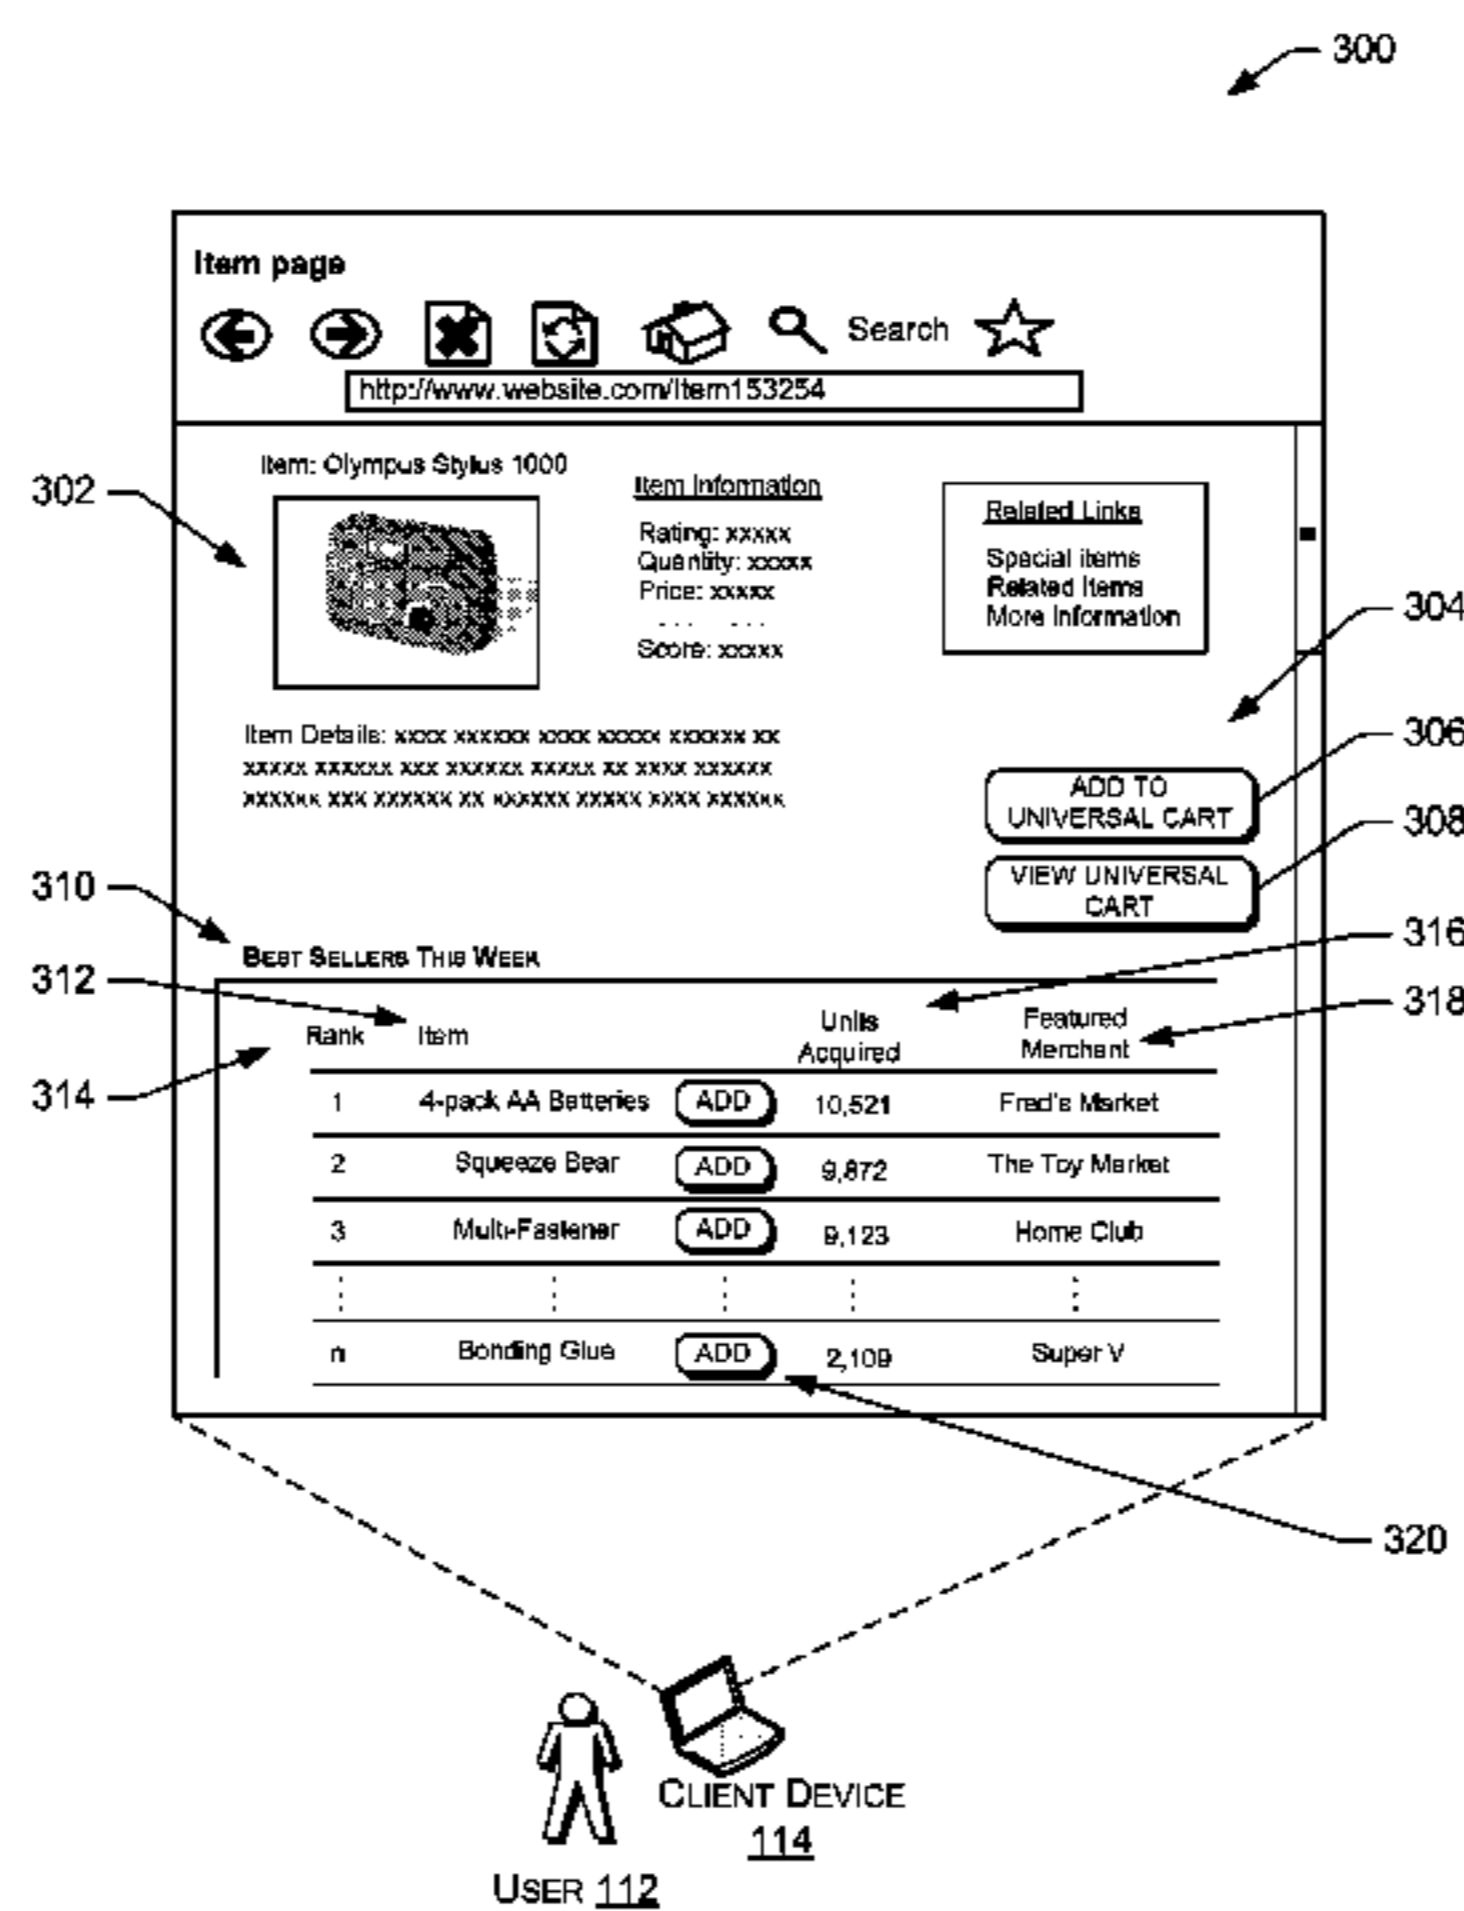 300
Item page
Search
http://www.website.com/Item153254
302
Item: Olympus Stylus 1000
Item Information
Rating: xxxxx
Quantity: xxxxx
Price: xxxxx
... ...
Score: xxxxx
Related Links
Special items
Related Items
More Information
304
306
308
Item Details: xxxx xxxxxx xxxx xxxxx xxxxxx xx
xxxxx xxxxxx xxx xxxxxx xxxxx xx xxxx xxxxxx
xxxxxx xxx xxxxxx xx xxxxxx xxxxx xxxx xxxxxx
ADD TO
UNIVERSAL CART
VIEW UNIVERSAL
CART
310
BEST SELLERS THIS WEEK
312
314
316
318
Rank Item Units Acquired Featured Merchant
1 4-pack AA Batteries ADD 10,521 Fred's Market
2 Squeeze Bear ADD 9,872 The Toy Market
3 Multi-Fastener ADD 9,123 Home Club
n Bonding Glue ADD 2,109 Super V
320
CLIENT DEVICE
114
USER 112